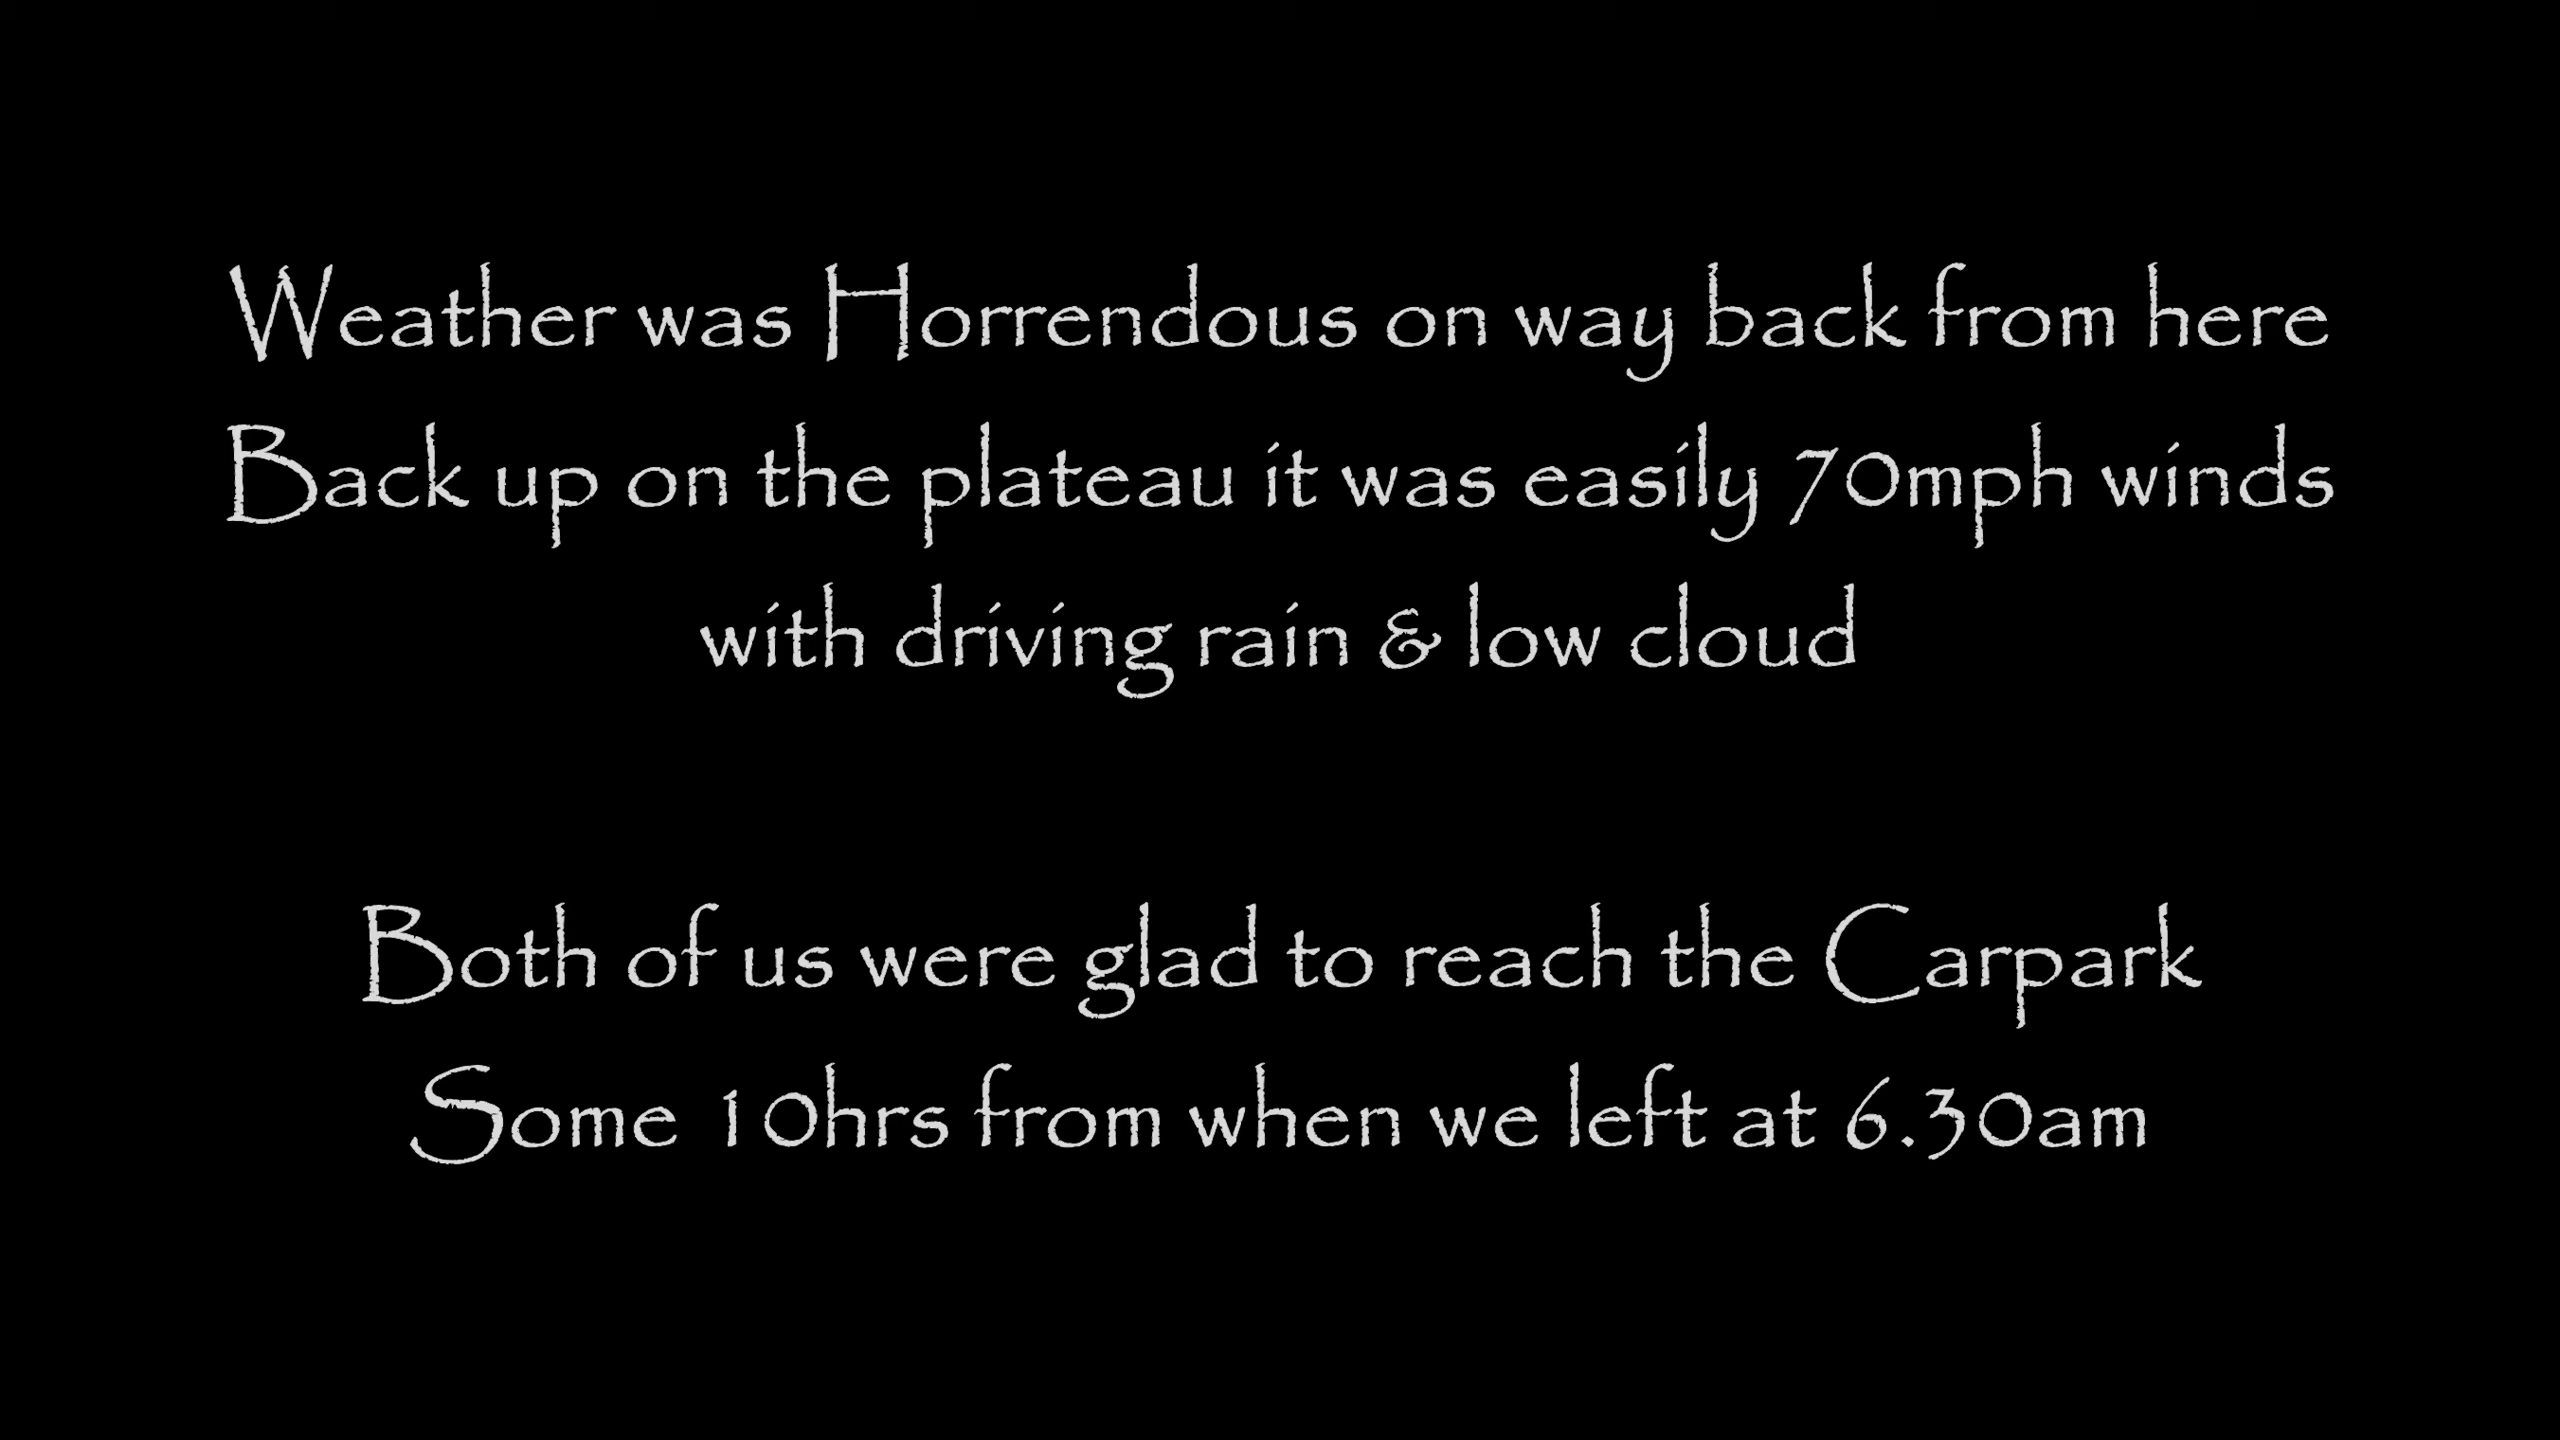 Weather was Horrendous on way back from here
Back up on the plateau it was easily 70mph winds
with driving rain & low cloud
Both of us were glad to reach the Carpark
Some 10hrs from when we left at 6.30am